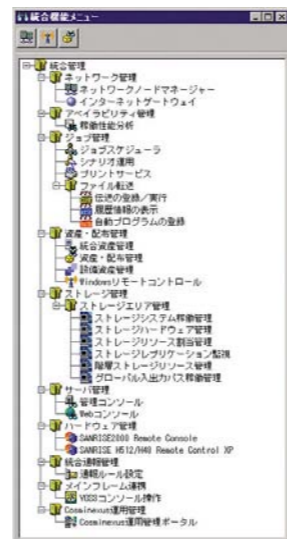 統合機能メニュー
統合管理
ネットワーク管理
ネットワークノードマネージャー
インターネットゲートウェイ
アベイラビリティ管理
稼働性能分析
ジョブ管理
ジョブスケジューラ
シナリオ運用
プリントサービス
ファイル転送
伝送の登録/実行
履歴情報の表示
自動プログラムの登録
資産・配布管理
統合資産管理
資産・配布管理
設備資産管理
Windowsリモートコントロール
ストレージ管理
ストレージエリア管理
ストレージシステム稼働管理
ストレージハードウェア管理
ストレージリソース割当管理
ストレージレプリケーション監視
階層ストレージリソース管理
グローバル入出力パス稼働管理
サーバ管理
管理コンソール
Webコンソール
ハードウェア管理
SANRISE2000 Remote Console
SANRISE H512/H48 Remote Control XP
統合通報管理
通報ルール設定
メインフレーム連携
VOS3コンソール操作
Cosminexus運用管理
Cosminexus運用管理ポータル